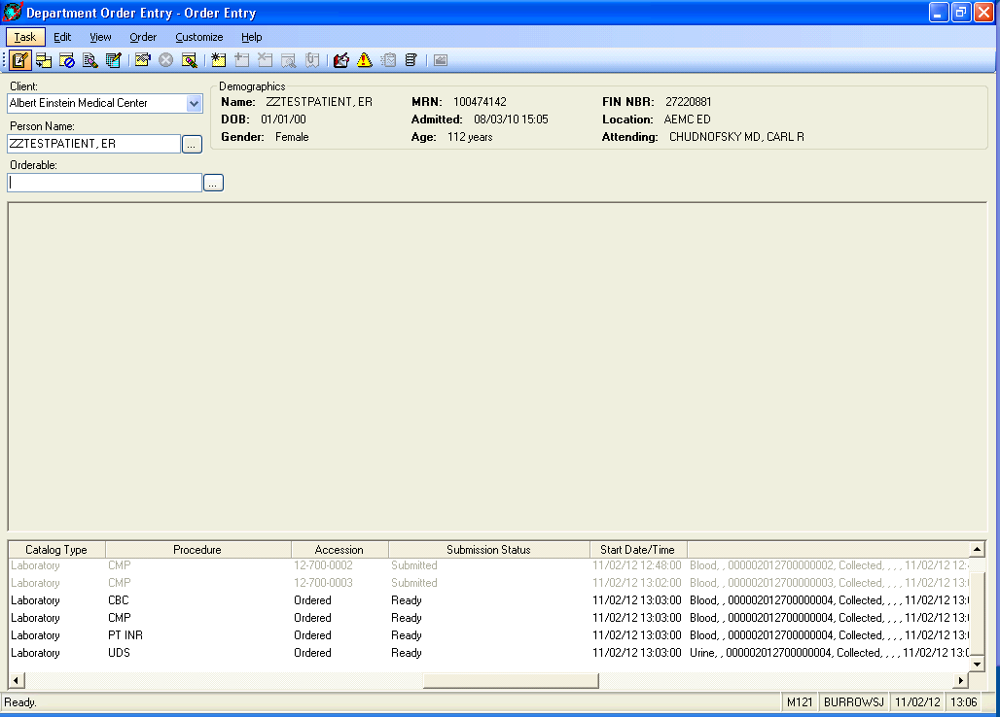 Department Order Entry - Order Entry
Task Edit View Order Customize Help
Client:
Albert Einstein Medical Center
Person Name:
ZZTESTPATIENT, ER ...
Orderable:
...
Demographics
Name: ZZTESTPATIENT, ER MRN: 100474142 FIN NBR: 27220881
DOB: 01/01/00 Admitted: 08/03/10 15:05 Location: AEMC ED
Gender: Female Age: 112 years Attending: CHUDNOFSKY MD, CARL R
Catalog Type Procedure Accession Submission Status Start Date/Time
Laboratory CMP 12-700-0002 Submitted 11/02/12 12:48:00 Blood, , 000002012700000002, Collected, , , , 11/02/12 12:4
Laboratory CMP 12-700-0003 Submitted 11/02/12 13:02:00 Blood, , 000002012700000003, Collected, , , , 11/02/12 13:0
Laboratory CBC Ordered Ready 11/02/12 13:03:00 Blood, , 000002012700000004, Collected, , , , 11/02/12 13:0
Laboratory CMP Ordered Ready 11/02/12 13:03:00 Blood, , 000002012700000004, Collected, , , , 11/02/12 13:0
Laboratory PT INR Ordered Ready 11/02/12 13:03:00 Blood, , 000002012700000004, Collected, , , , 11/02/12 13:0
Laboratory UDS Ordered Ready 11/02/12 13:03:00 Urine, , 000002012700000004, Collected, , , , 11/02/12 13:0
Ready. M121 BURROWSJ 11/02/12 13:06